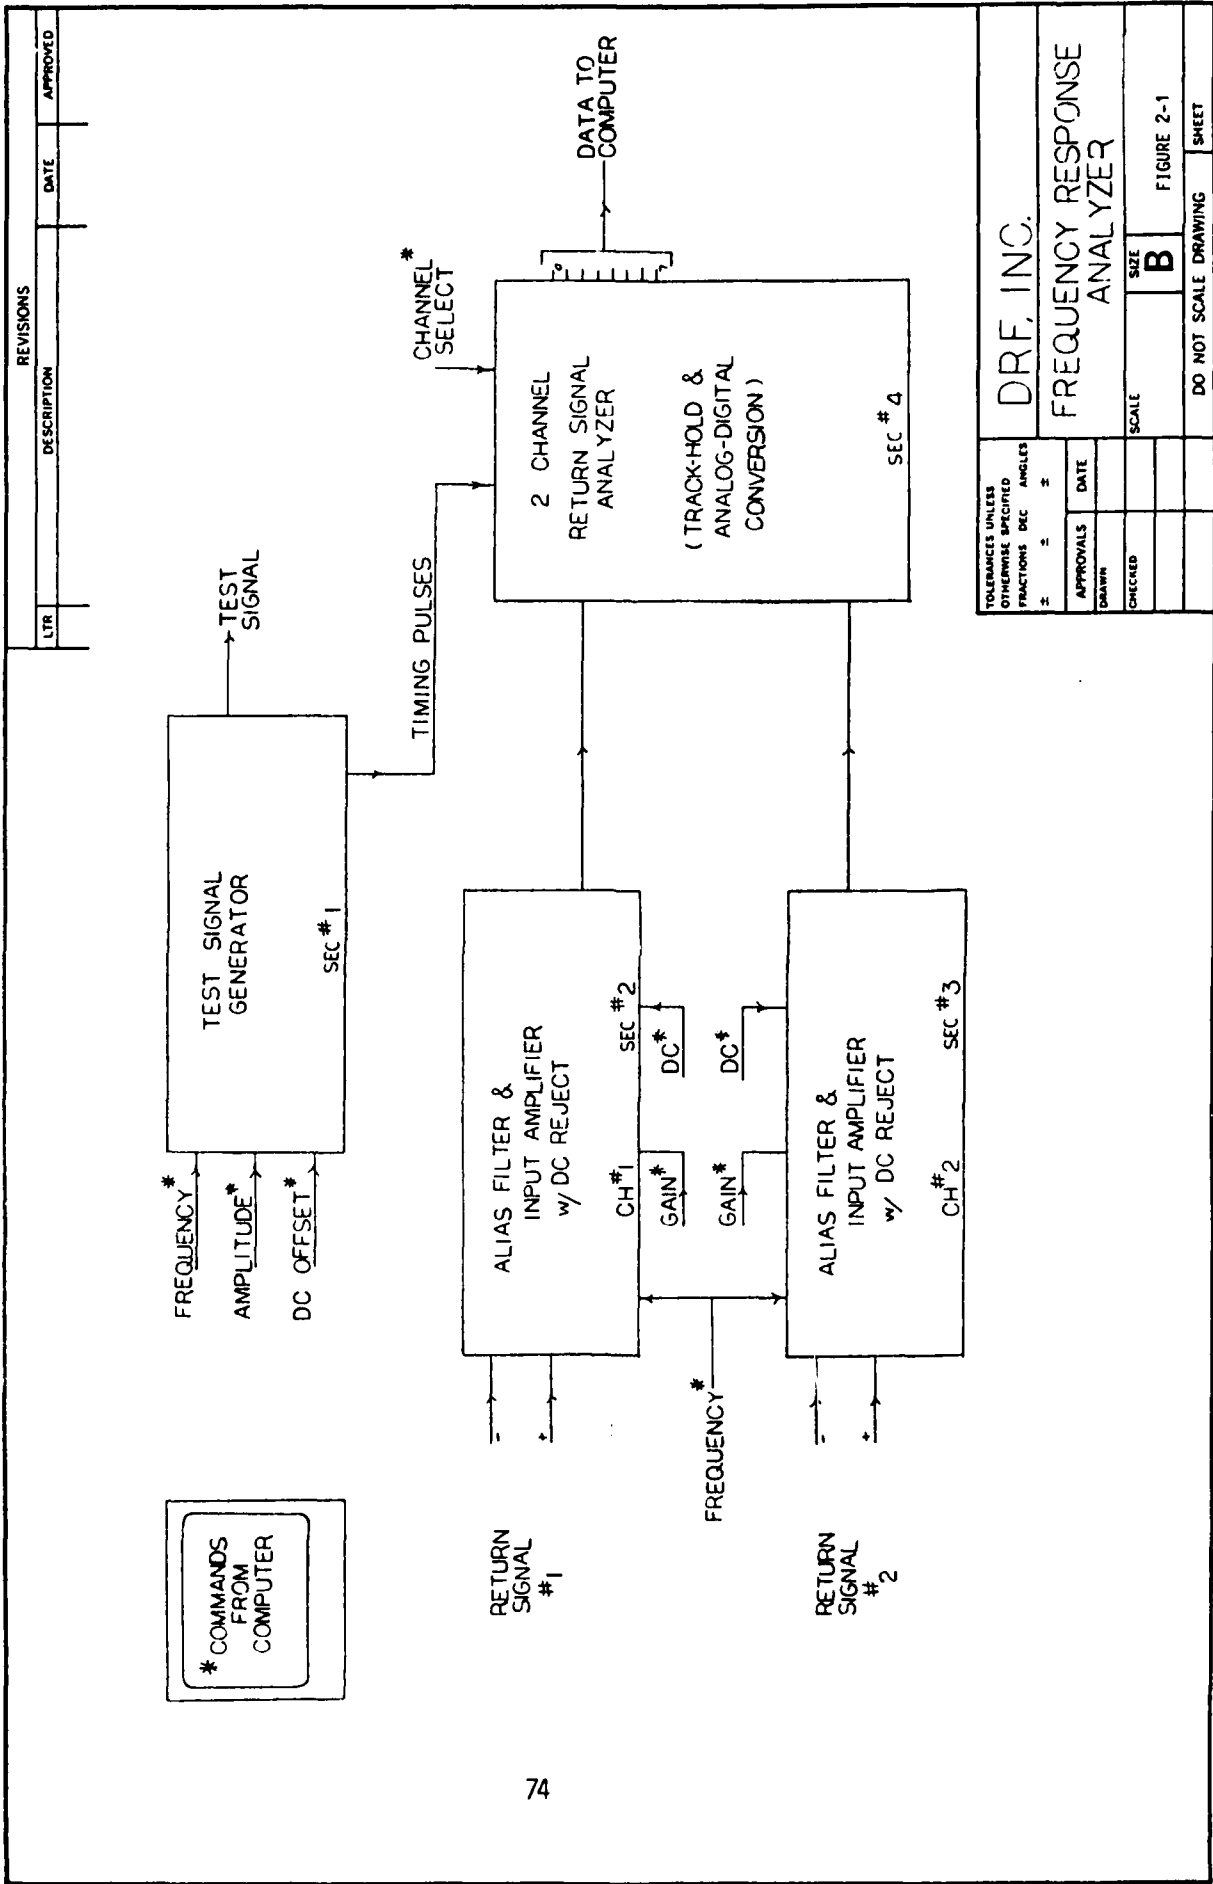 REVISIONS
LTR DESCRIPTION DATE APPROVED
* COMMANDS
FROM
COMPUTER
FREQUENCY*
AMPLITUDE*
DC OFFSET*
TEST SIGNAL
GENERATOR
SEC #1
TEST
SIGNAL
TIMING PULSES
CHANNEL*
SELECT
RETURN
SIGNAL
#1
-
+
ALIAS FILTER &
INPUT AMPLIFIER
W/ DC REJECT
CH#1 SEC #2
GAIN* DC*
FREQUENCY*
GAIN* DC*
RETURN
SIGNAL
#2
-
+
ALIAS FILTER &
INPUT AMPLIFIER
W/ DC REJECT
CH#2 SEC #3
2 CHANNEL
RETURN SIGNAL
ANALYZER
(TRACK-HOLD &
ANALOG-DIGITAL
CONVERSION)
SEC #4
0
7
DATA TO
COMPUTER
TOLERANCES UNLESS
OTHERWISE SPECIFIED
FRACTIONS DEC ANGLES
± ± ±
APPROVALS DATE
DRAWN
CHECKED
DRF, INC.
FREQUENCY RESPONSE
ANALYZER
SCALE SIZE
B FIGURE 2-1
DO NOT SCALE DRAWING SHEET
74